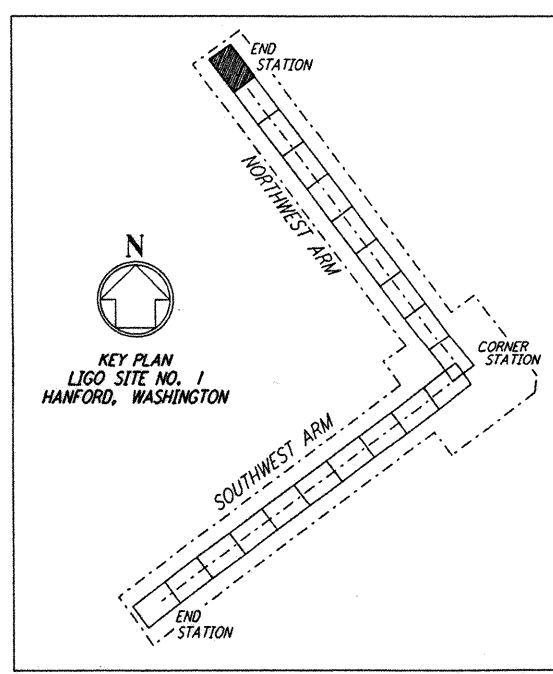 END
STATION
NORTHWEST ARM
N
KEY PLAN
LIGO SITE NO. 1
HANFORD, WASHINGTON
CORNER
STATION
SOUTHWEST ARM
END
STATION